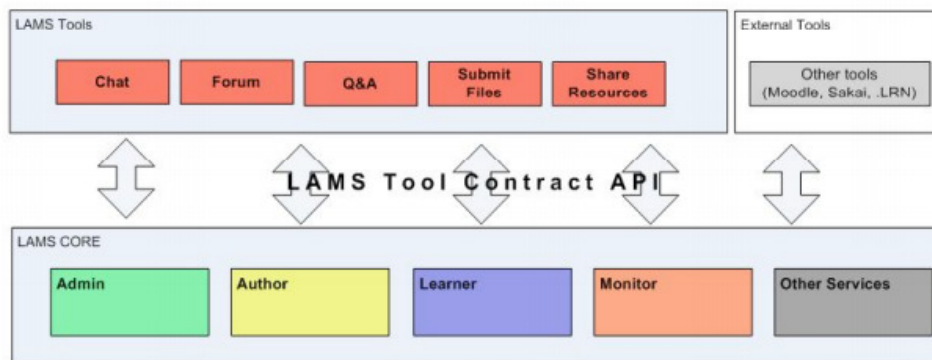 LAMS Tools
External Tools
Chat
Forum
Q&A
Submit
Files
Share
Resources
Other tools
(Moodle, Sakai, .LRN)
LAMS Tool Contract API
LAMS CORE
Admin
Author
Learner
Monitor
Other Services